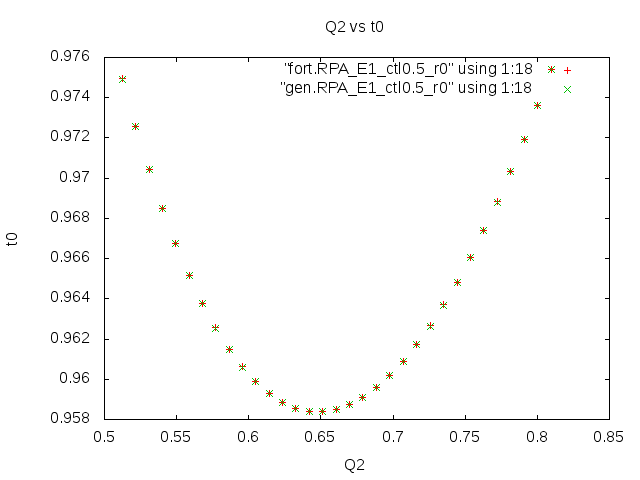 Q2 vs t0
"fort.RPA_E1_ctl0.5_r0" using 1:18
"gen.RPA_E1_ctl0.5_r0" using 1:18
0.976
0.974
0.972
0.97
0.968
0.966
0.964
0.962
0.96
0.958
t0
0.5 0.55 0.6 0.65 0.7 0.75 0.8 0.85
Q2